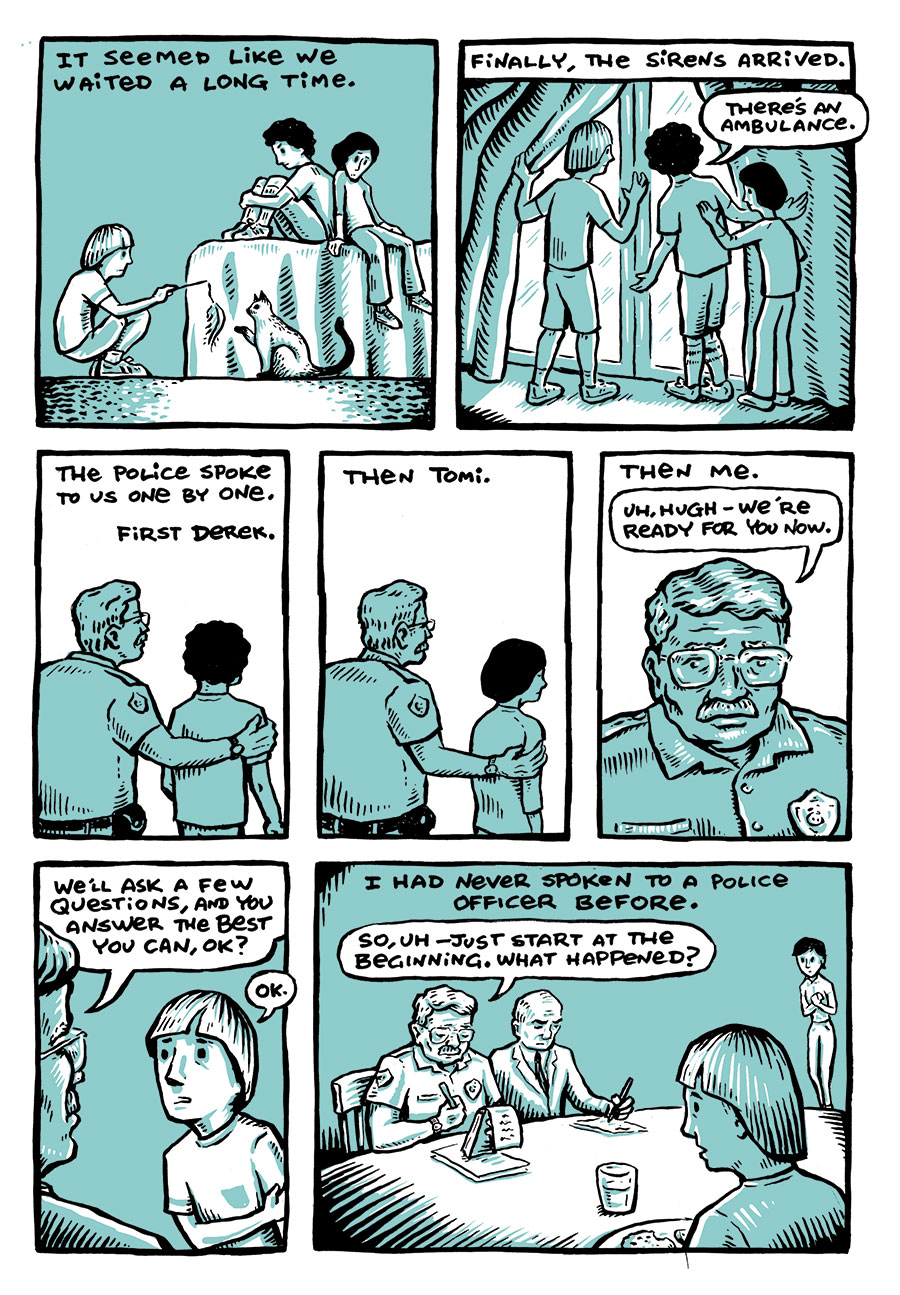 IT SEEMED LIKE WE
WAITED A LONG TIME.
FINALLY, THE SIRENS ARRIVED.
THERE'S AN
AMBULANCE.
THE POLICE SPOKE
TO US ONE BY ONE.
FIRST DEREK.
THEN TOMI.
THEN ME.
UH, HUGH – WE'RE
READY FOR YOU NOW.
WE'LL ASK A FEW
QUESTIONS, AND YOU
ANSWER THE BEST
YOU CAN, OK?
OK.
I HAD NEVER SPOKEN TO A POLICE
OFFICER BEFORE.
SO, UH – JUST START AT THE
BEGINNING. WHAT HAPPENED?